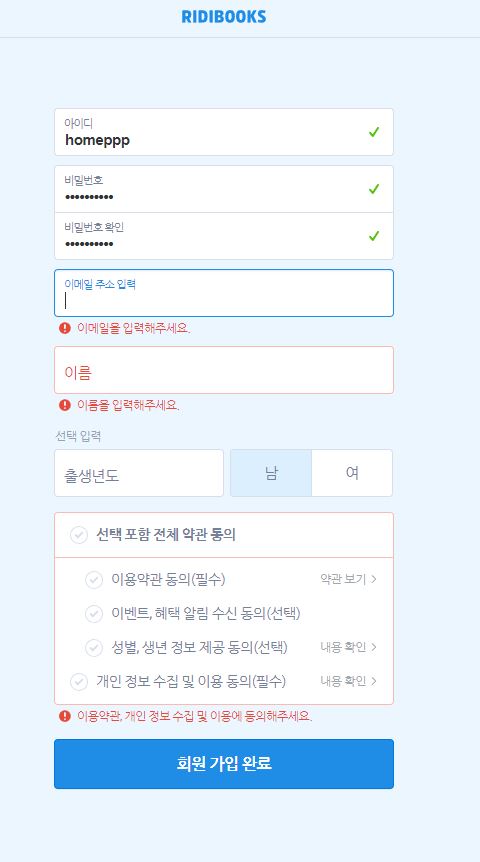 RIDIBOOKS
아이디
homeppp
비밀번호
••••••••••
비밀번호 확인
••••••••••
이메일 주소 입력
이메일을 입력해주세요.
이름
이름을 입력해주세요.
선택 입력
출생년도 남 여
선택 포함 전체 약관 동의
이용약관 동의(필수) 약관 보기 >
이벤트, 혜택 알림 수신 동의(선택)
성별, 생년 정보 제공 동의(선택) 내용 확인 >
개인 정보 수집 및 이용 동의(필수) 내용 확인 >
이용약관, 개인 정보 수집 및 이용에 동의해주세요.
회원 가입 완료